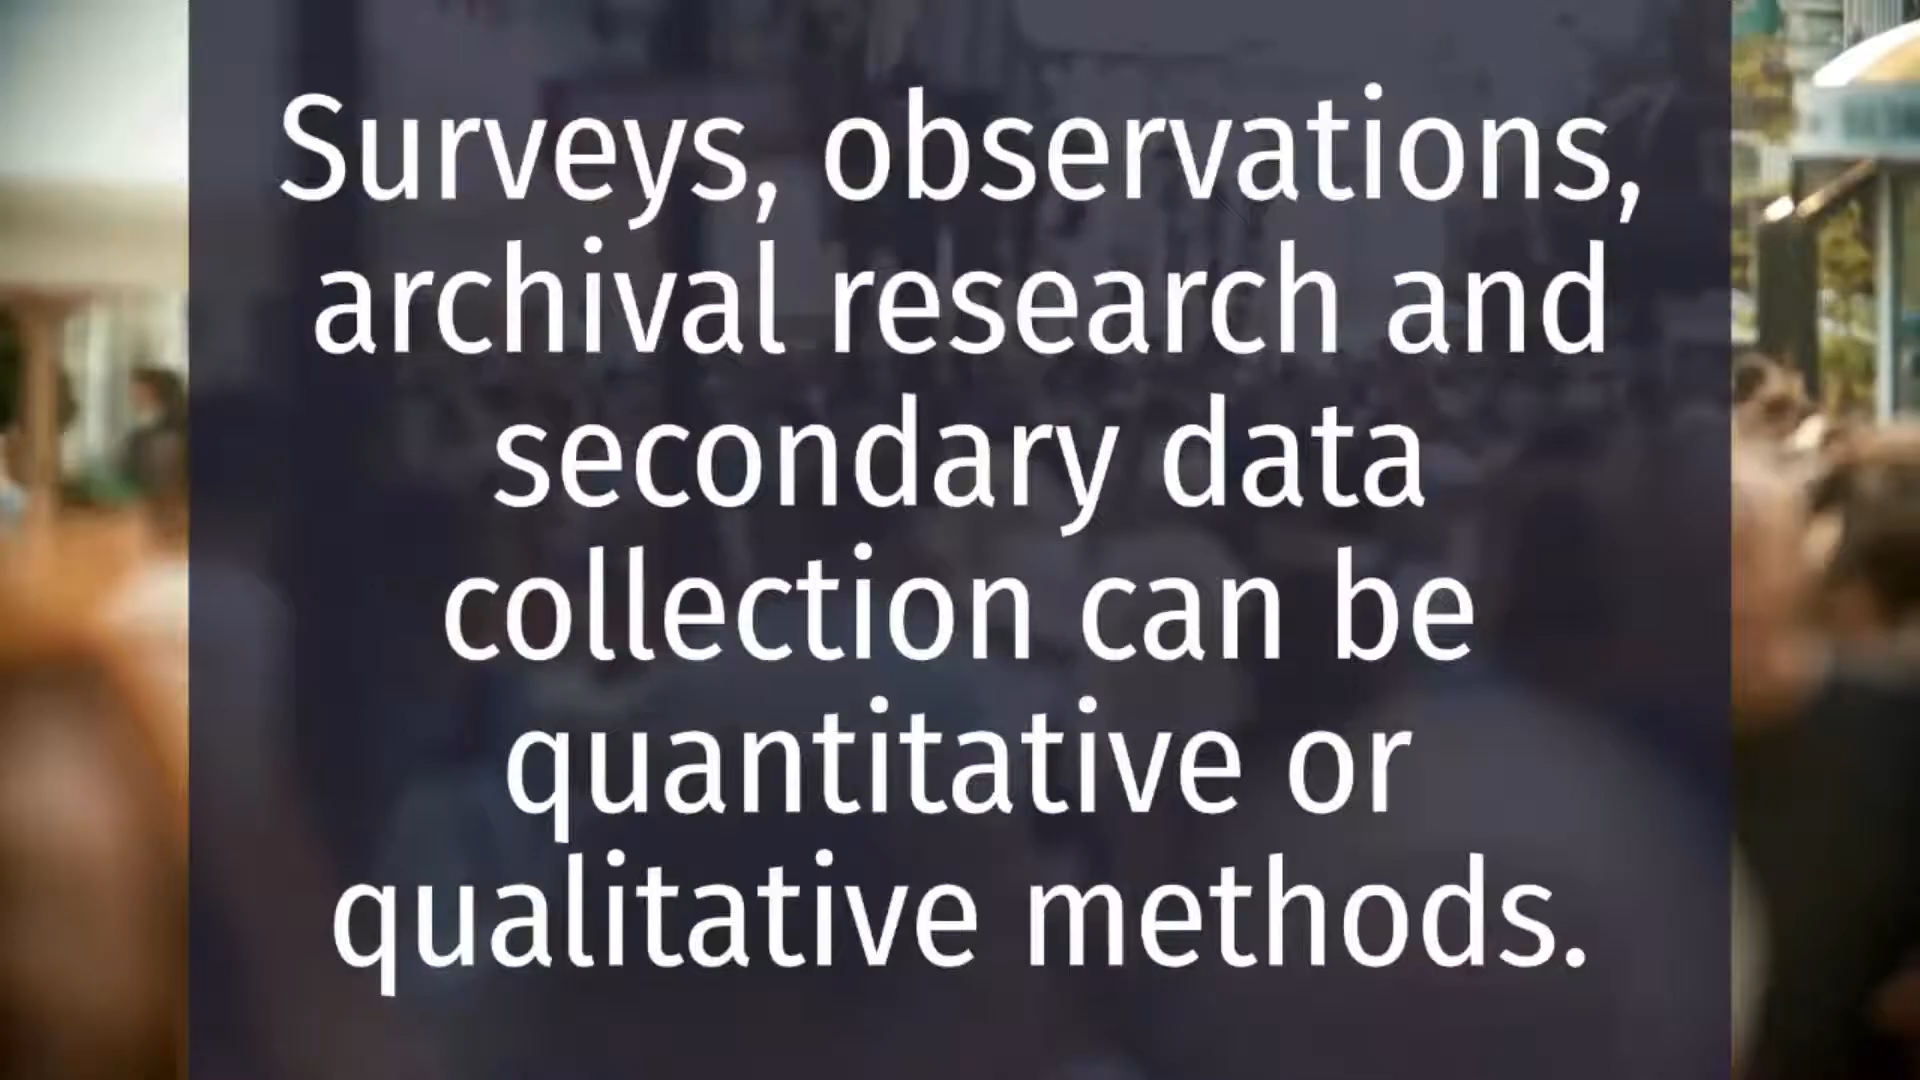 Surveys, observations,
archival research and
secondary data
collection can be
quantitative or
qualitative methods.